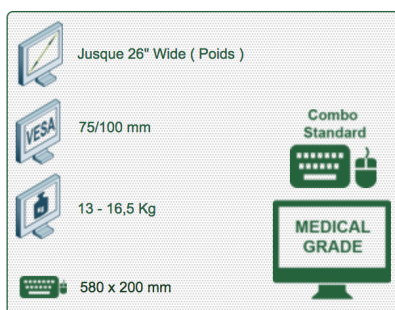 Jusque 26" Wide ( Poids )
VESA
75/100 mm
Combo
Standard
KG
13 - 16,5 Kg
MEDICAL
GRADE
580 x 200 mm